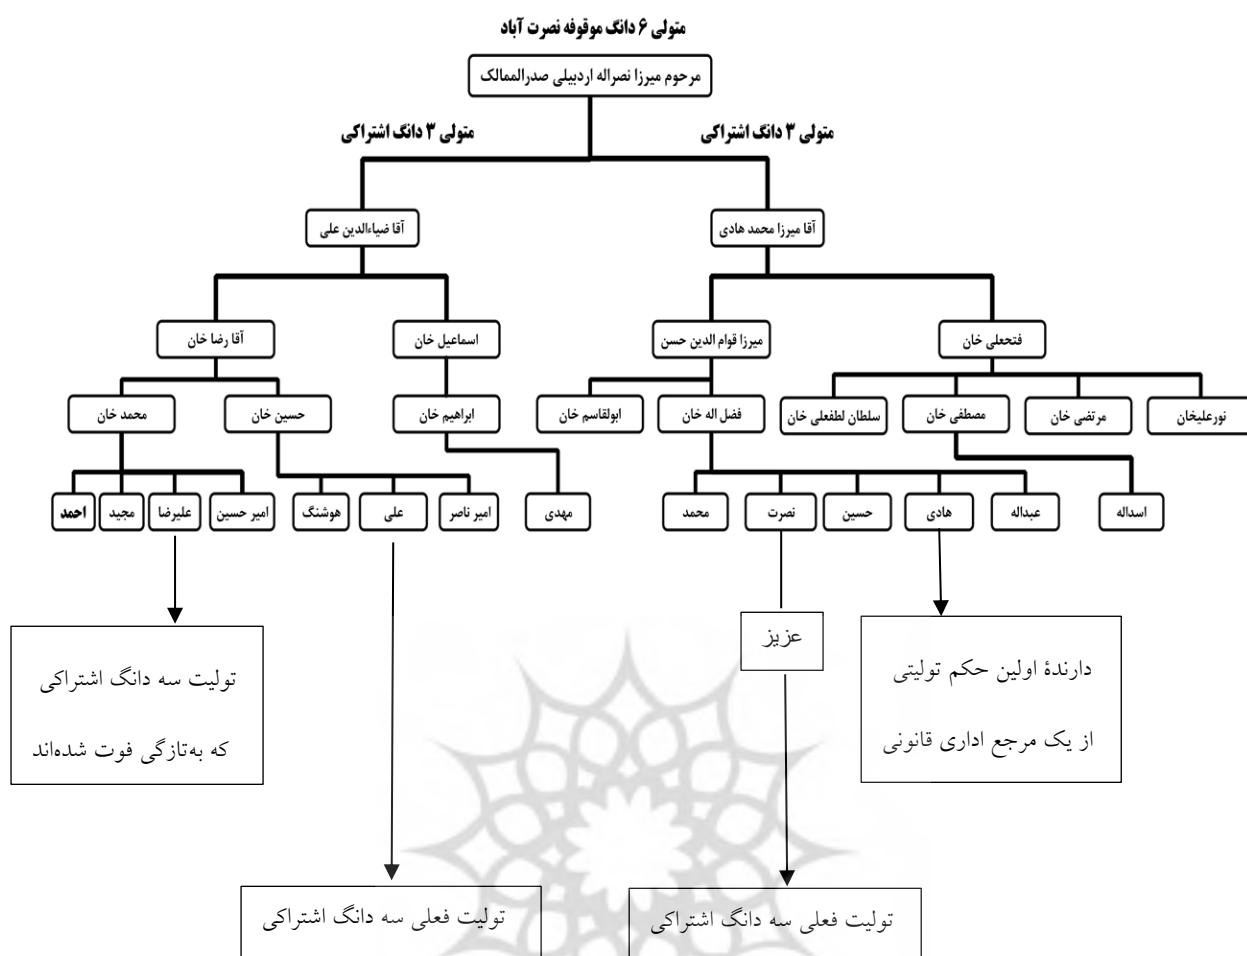 متولی ۶ دانگ موقوفه نصرت آباد
مرحوم میرزا نصراله اردبیلی صدرالممالک
متولی ۳ دانگ اشتراکی
متولی ۳ دانگ اشتراکی
آقا میرزا محمد هادی
آقا ضیاءالدین علی
فتحعلی خان
میرزا قوام الدین حسن
اسماعیل خان
آقا رضا خان
نورعلیخان
مرتضی خان
مصطفی خان
سلطان لطفعلی خان
فضل اله خان
ابولقاسم خان
ابراهیم خان
حسین خان
محمد خان
اسداله
عبداله
هادی
حسین
نصرت
محمد
مهدی
امیر ناصر
علی
هوشنگ
امیر حسین
علیرضا
مجید
احمد
عزیز
دارندهٔ اولین حکم تولیتی
از یک مرجع اداری قانونی
تولیت سه دانگ اشتراکی
که به‌تازگی فوت شده‌اند
تولیت فعلی سه دانگ اشتراکی
تولیت فعلی سه دانگ اشتراکی